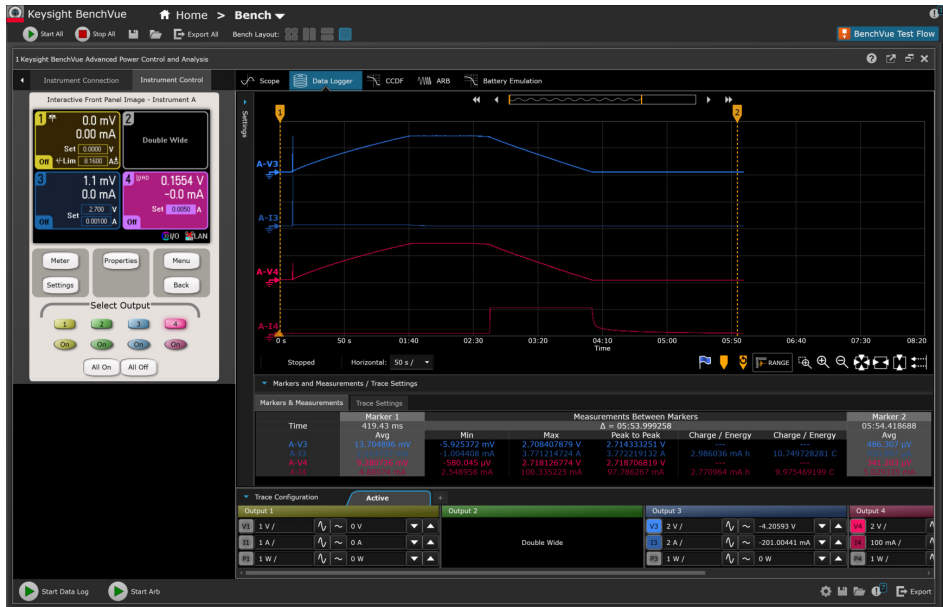 Keysight BenchVue
Home > Bench
Start All Stop All Export All Bench Layout: BenchVue Test Flow
1 Keysight BenchVue Advanced Power Control and Analysis
Instrument Connection Instrument Control
Scope Data Logger CCDF ARB Battery Emulation
Interactive Front Panel Image - Instrument A
1 0.0 mV
0.00 mA
Set 0.0000 V
Off +/-Lim 8.1600 A
2
Double Wide
3 1.1 mV
0.0 mA
2.700 V
Set
0.00100 A
Off
4 0.1554 V
-0.0 mA
Set 0.0050 A
Off
I/O LAN
Meter Properties Menu
Settings Back
Select Output
1 2 3 4
On On On On
All On All Off
Settings
1 2
A-V3
A-I3
A-V4
A-I4
0 s 50 s 01:40 02:30 03:20 04:10 05:00 05:50 06:40 07:30 08:20
Time
Stopped Horizontal: 50 s / RANGE
Markers and Measurements / Trace Settings
Markers & Measurements Trace Settings
Marker 1 Measurements Between Markers Marker 2
Time 419.43 ms Δ = 05:53.999258 05:54.418688
Avg Min Max Peak to Peak Charge / Energy Charge / Energy Avg
A-V3 13.704896 mV -5.925372 mV 2.708407879 V 2.714333251 V --- --- 486.307 µV
A-I3 -1.004408 mA 3.771214724 A 3.772219132 A 2.986036 mA h 10.749728281 C
A-V4 -580.045 µV 2.718126774 V 2.718706819 V --- ---
2.548958 mA 100.335225 mA 97.786267 mA 2.770964 mA h 9.975469199 C
Trace Configuration Active +
Output 1 Output 2 Output 3 Output 4
V1 1 V / 0 V V3 2 V / -4.20593 V V4 2 V /
I1 1 A / 0 A Double Wide I3 2 A / -201.00441 mA I4 100 mA /
P1 1 W / 0 W P3 1 W / 0 W P4 1 W /
Start Data Log Start Arb Export